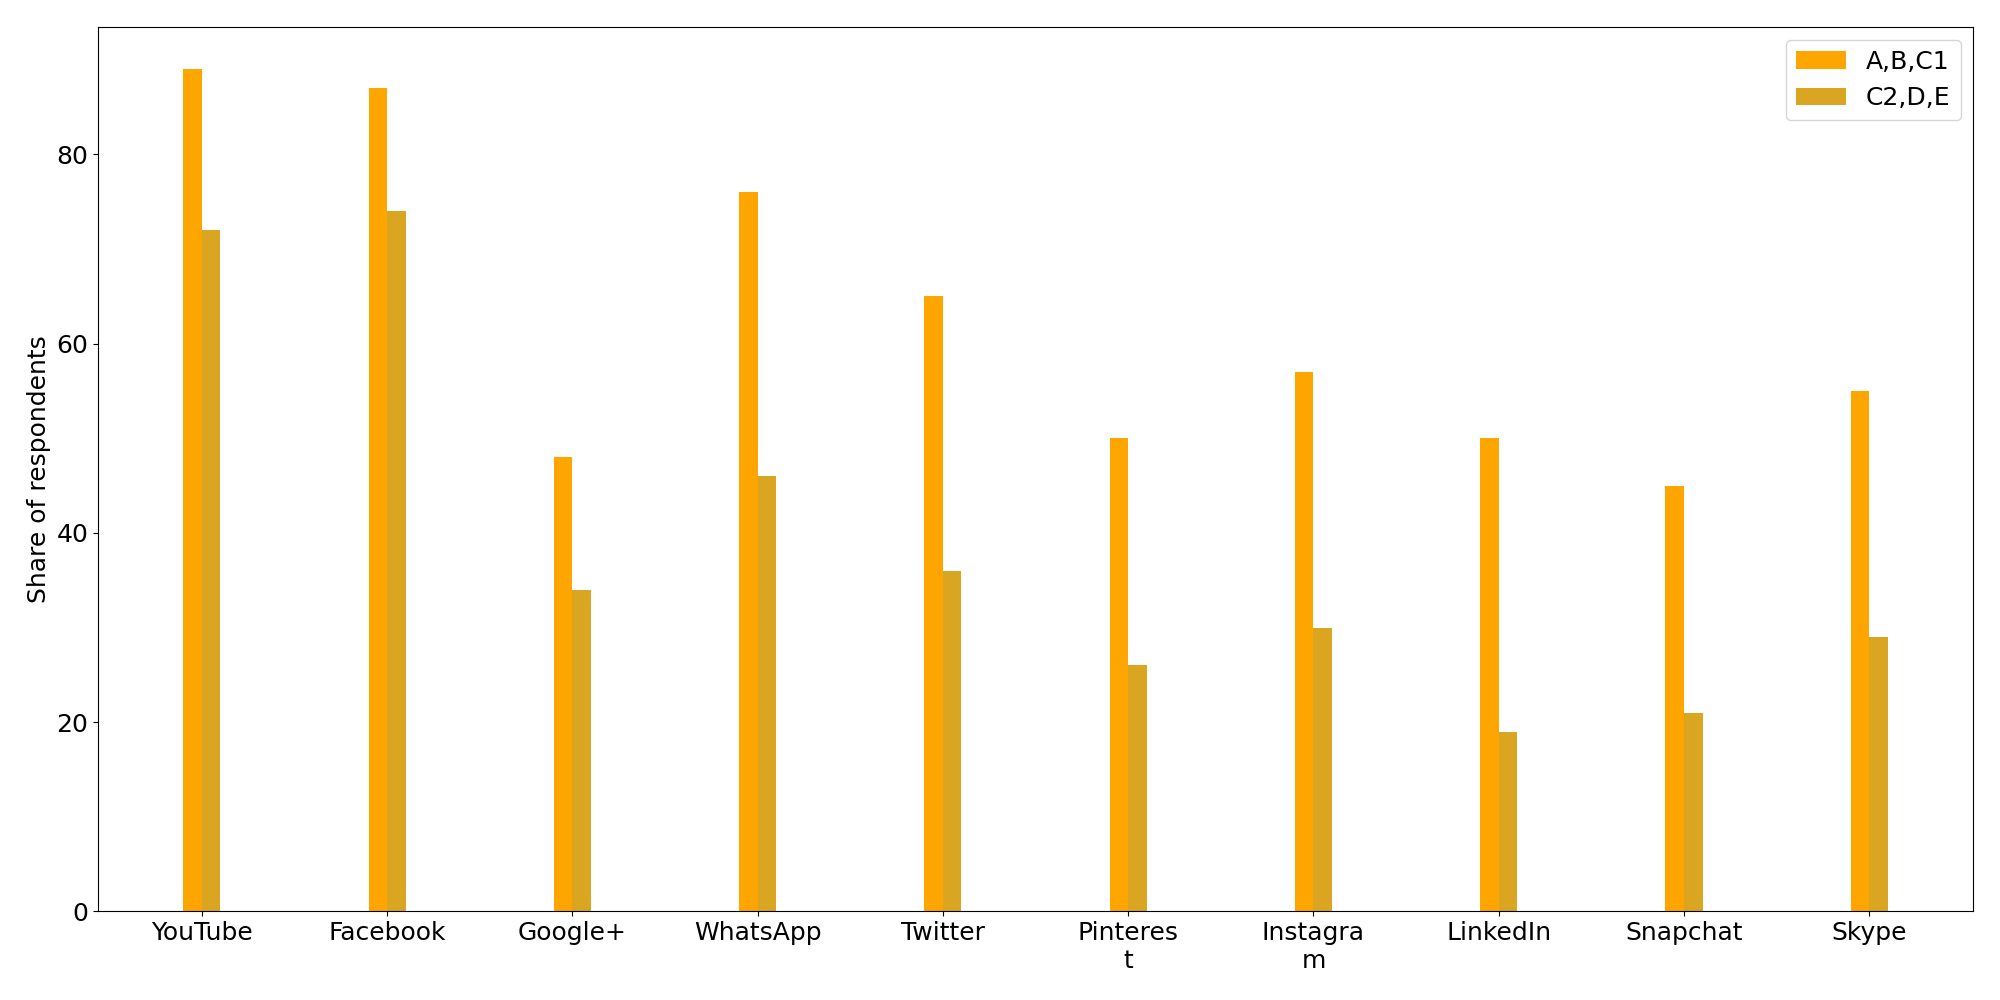 A,B,C1
C2,D,E
Share of respondents
80
60
40
20
0
YouTube Facebook Google+ WhatsApp Twitter Pinteres Instagra LinkedIn Snapchat Skype
t m